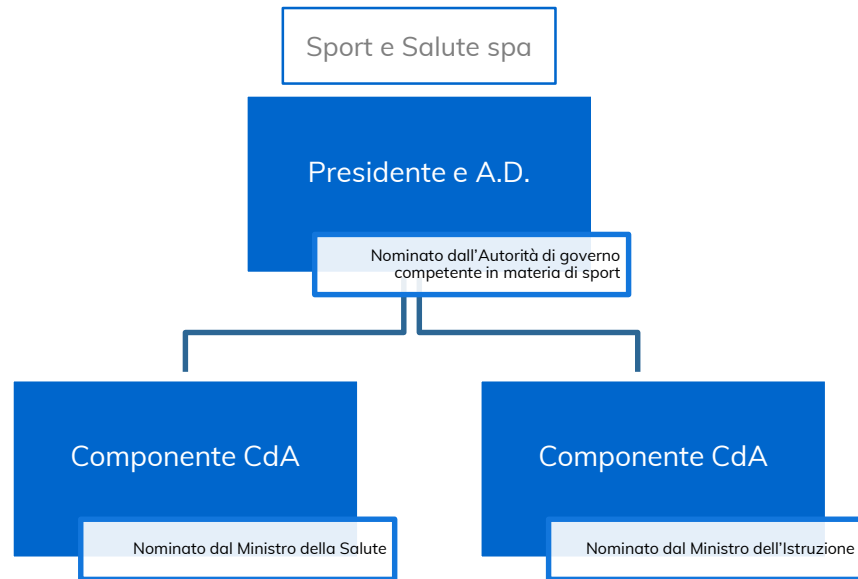 Sport e Salute spa
Presidente e A.D.
Nominato dall'Autorità di governo
competente in materia di sport
Componente CdA
Nominato dal Ministro della Salute
Componente CdA
Nominato dal Ministro dell'Istruzione